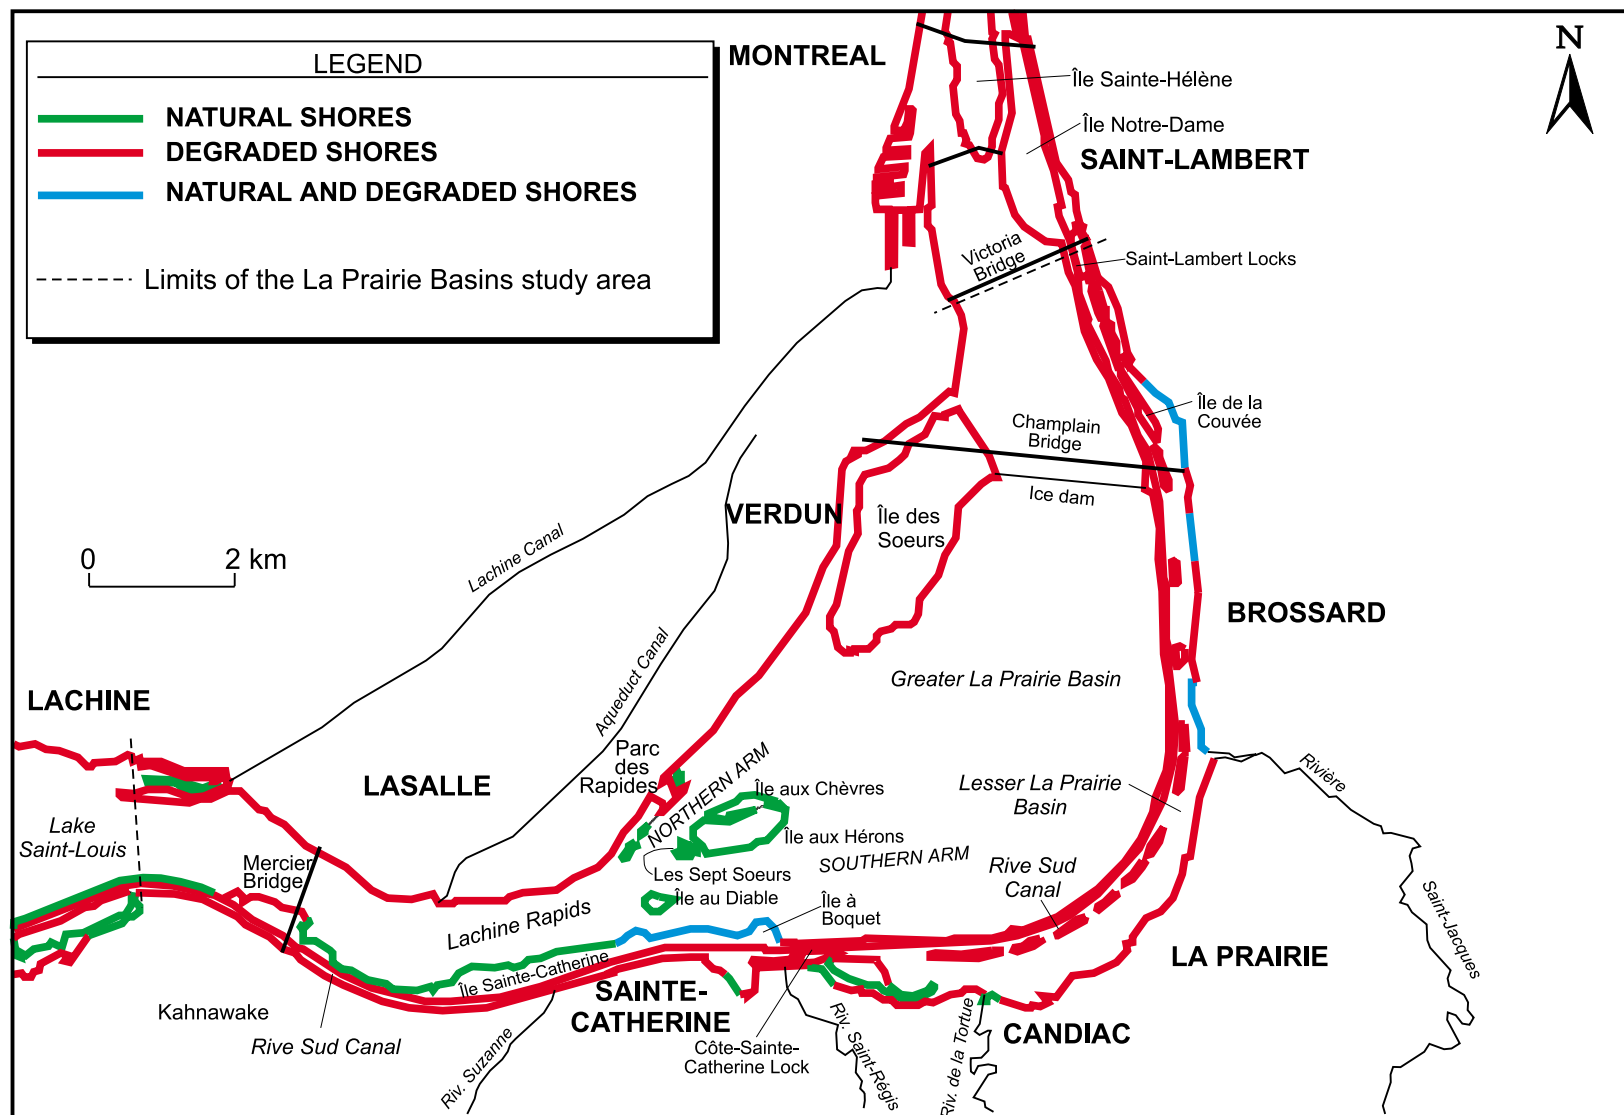 LEGEND
NATURAL SHORES
DEGRADED SHORES
NATURAL AND DEGRADED SHORES
Limits of the La Prairie Basins study area
MONTREAL
N
Île Sainte-Hélène
Île Notre-Dame
SAINT-LAMBERT
Victoria
Bridge
Saint-Lambert Locks
Île de la
Couvée
Champlain
Bridge
Ice dam
VERDUN
Île des
Soeurs
0 2 km
Lachine Canal
Aqueduct Canal
BROSSARD
Greater La Prairie Basin
LACHINE
LASALLE
Parc
des
Rapides
NORTHERN ARM
Île aux Chèvres
Île aux Hérons
Les Sept Soeurs
Île au Diable
SOUTHERN ARM
Lesser La Prairie
Basin
Rivière
Saint-Jacques
Lake
Saint-Louis
Mercier
Bridge
Lachine Rapids
Île à
Boquet
Rive Sud
Canal
LA PRAIRIE
Île Sainte-Catherine
Kahnawake
Rive Sud Canal
SAINTE-
CATHERINE
Côte-Sainte-
Catherine Lock
Riv. Suzanne
Riv. Saint-Régis
Riv. de la Tortue
CANDIAC